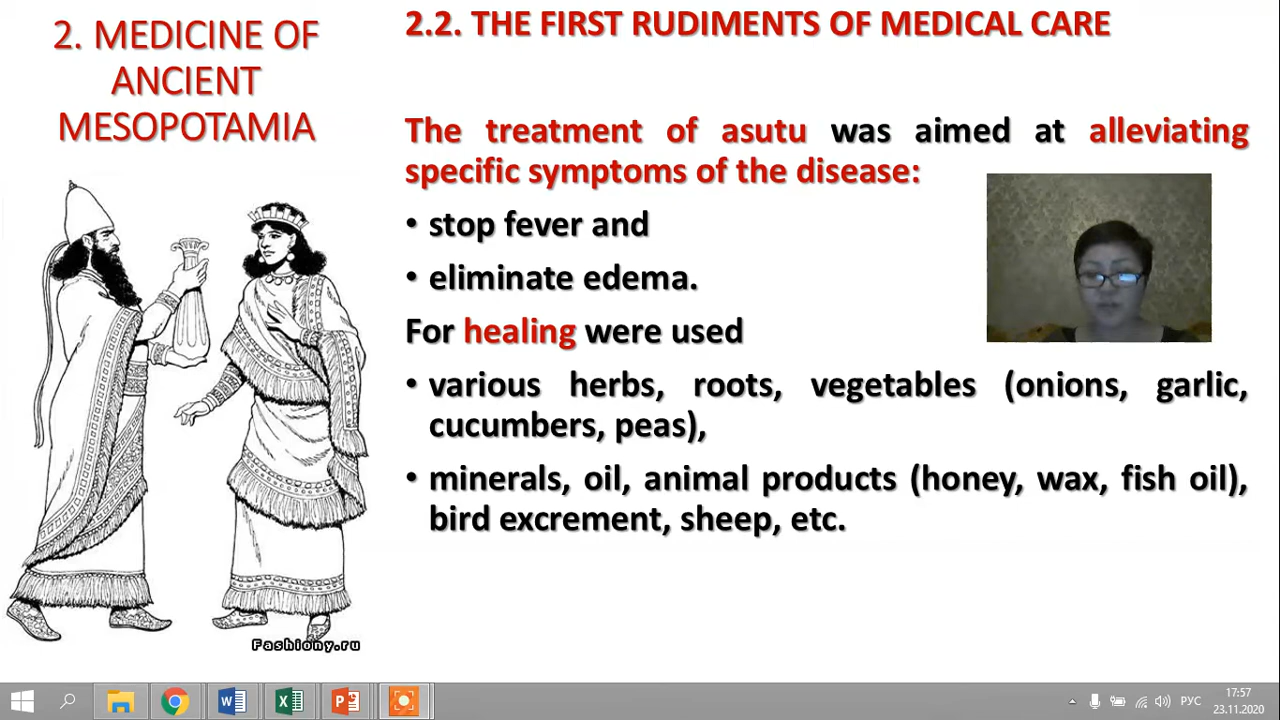 2. MEDICINE OF
ANCIENT
MESOPOTAMIA
2.2. THE FIRST RUDIMENTS OF MEDICAL CARE
The treatment of asutu was aimed at alleviating
specific symptoms of the disease:
• stop fever and
• eliminate edema.
For healing were used
• various herbs, roots, vegetables (onions, garlic,
cucumbers, peas),
• minerals, oil, animal products (honey, wax, fish oil),
bird excrement, sheep, etc.
Fashiony.ru
РУС
17:57
23.11.2020